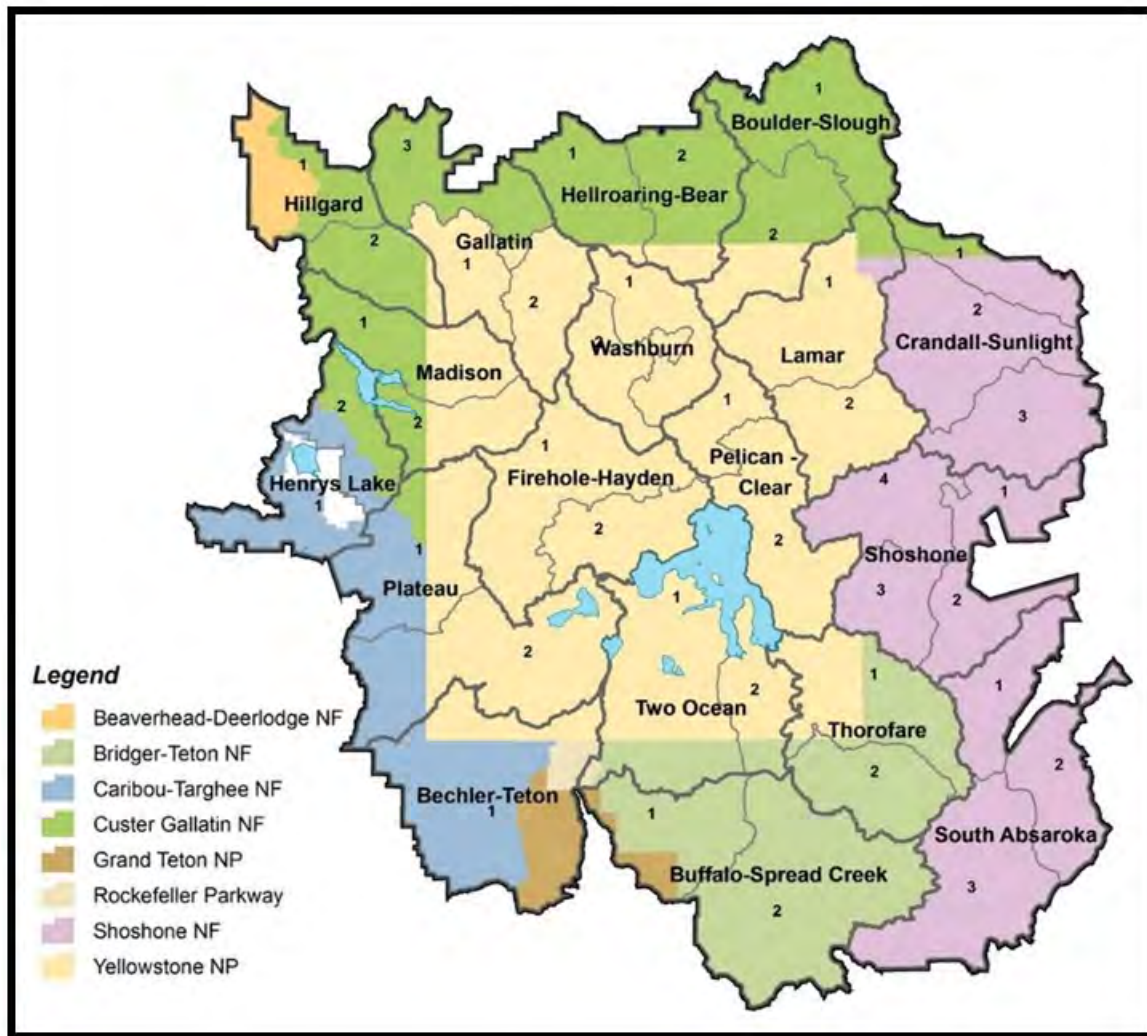 1
Boulder-Slough
3
1
2
1
Hellroaring-Bear
Hillgard
2
Gallatin
2
1
1
1
1
2
2
1
2
Washburn
Lamar
Crandall-Sunlight
Madison
2
2
1
2
3
1
Pelican -
Firehole-Hayden
Clear
4
Henrys Lake
1
1
2
2
1
Shoshone
Plateau
3
2
1
2
1
1
2
Two Ocean
Thorofare
2
2
Bechler-Teton
1
1
South Absaroka
Buffalo-Spread Creek
3
2
Legend
Beaverhead-Deerlodge NF
Bridger-Teton NF
Caribou-Targhee NF
Custer Gallatin NF
Grand Teton NP
Rockefeller Parkway
Shoshone NF
Yellowstone NP